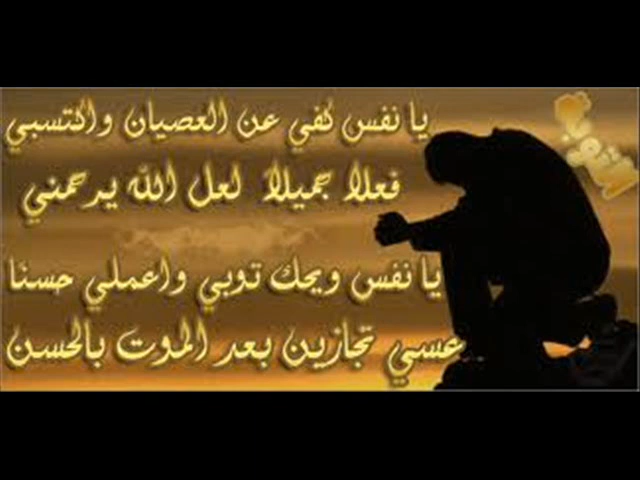 يا نفس كفي عن العصيان واكتسبي
فعلا جميلا لعل الله يرحمني
يا نفس ويحك توبي واعملي حسنا
عسي تجازين بعد الموت بالحسن